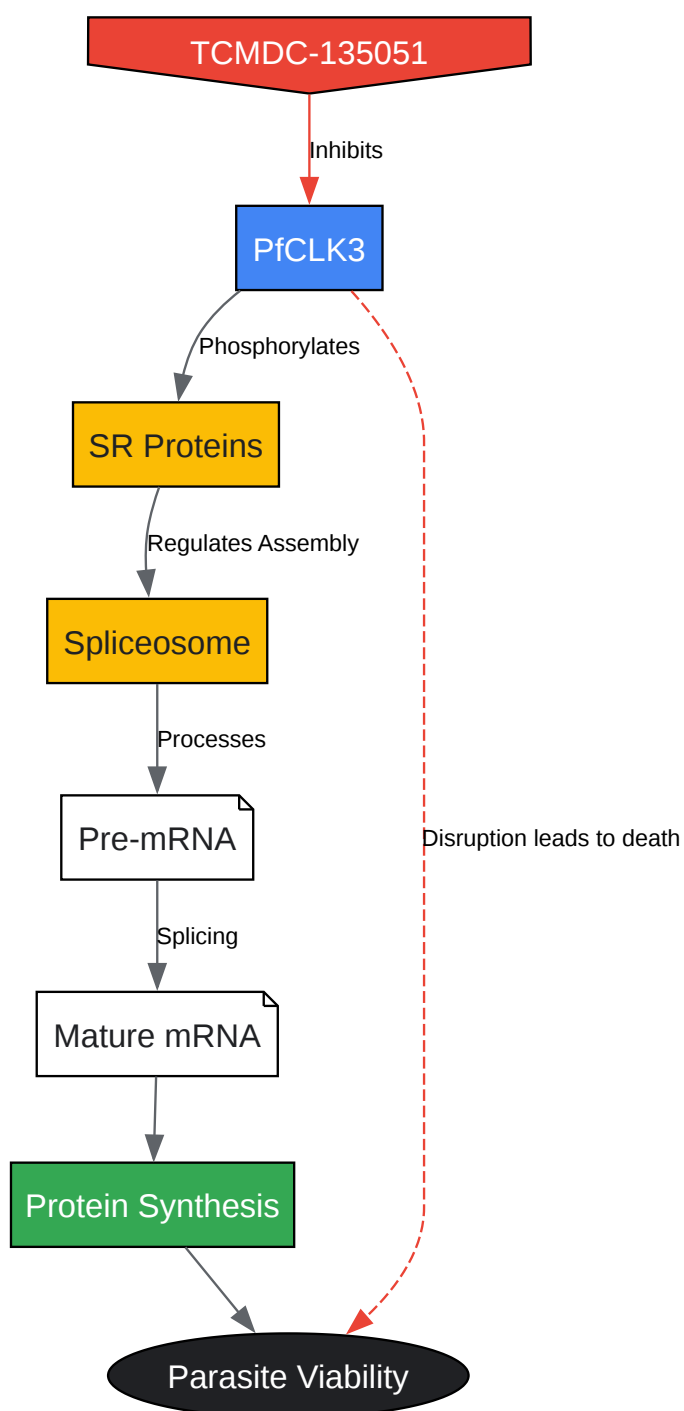 TCMDC-135051
Inhibits
PfCLK3
Phosphorylates
SR Proteins
Regulates Assembly
Spliceosome
Processes
Pre-mRNA
Disruption leads to death
Splicing
Mature mRNA
Protein Synthesis
Parasite Viability